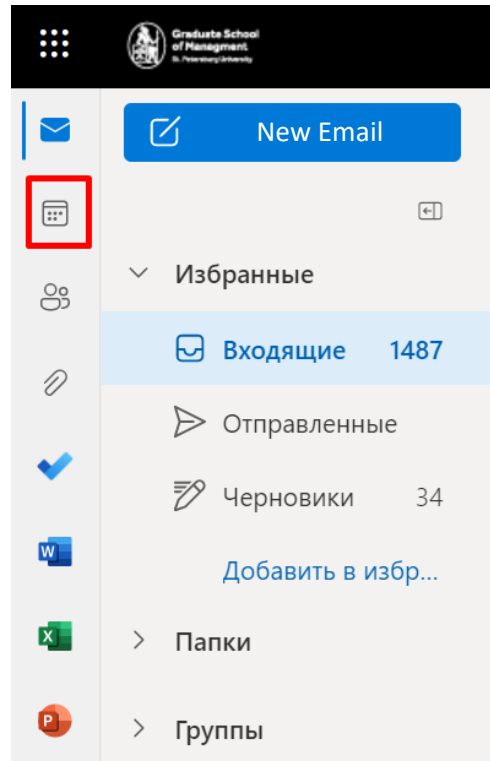 Graduate School
of Managment
St. Petersburg University
New Email
Избранные
Входящие 1487
Отправленные
Черновики 34
Добавить в избр...
Папки
Группы
W
X
P